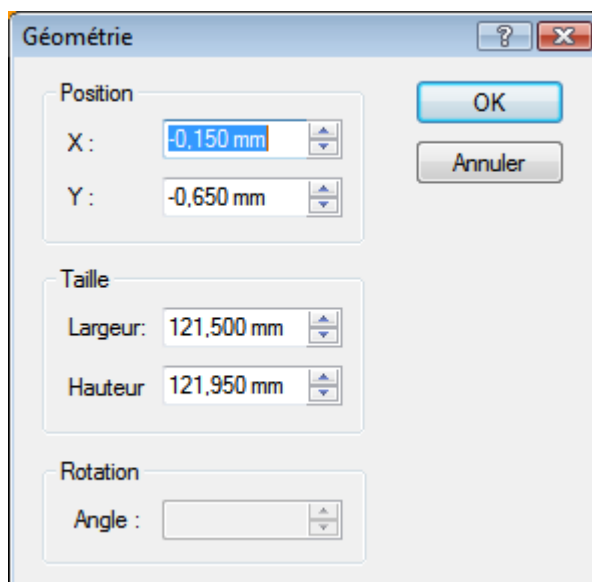 Géométrie
Position
OK
X :
-0,150 mm
Annuler
Y :
-0,650 mm
Taille
Largeur:
121,500 mm
Hauteur
121,950 mm
Rotation
Angle :